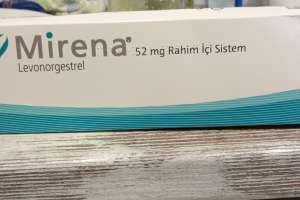 Mirena® 52 mg Rahim İçi Sistem
Levonorgestrel